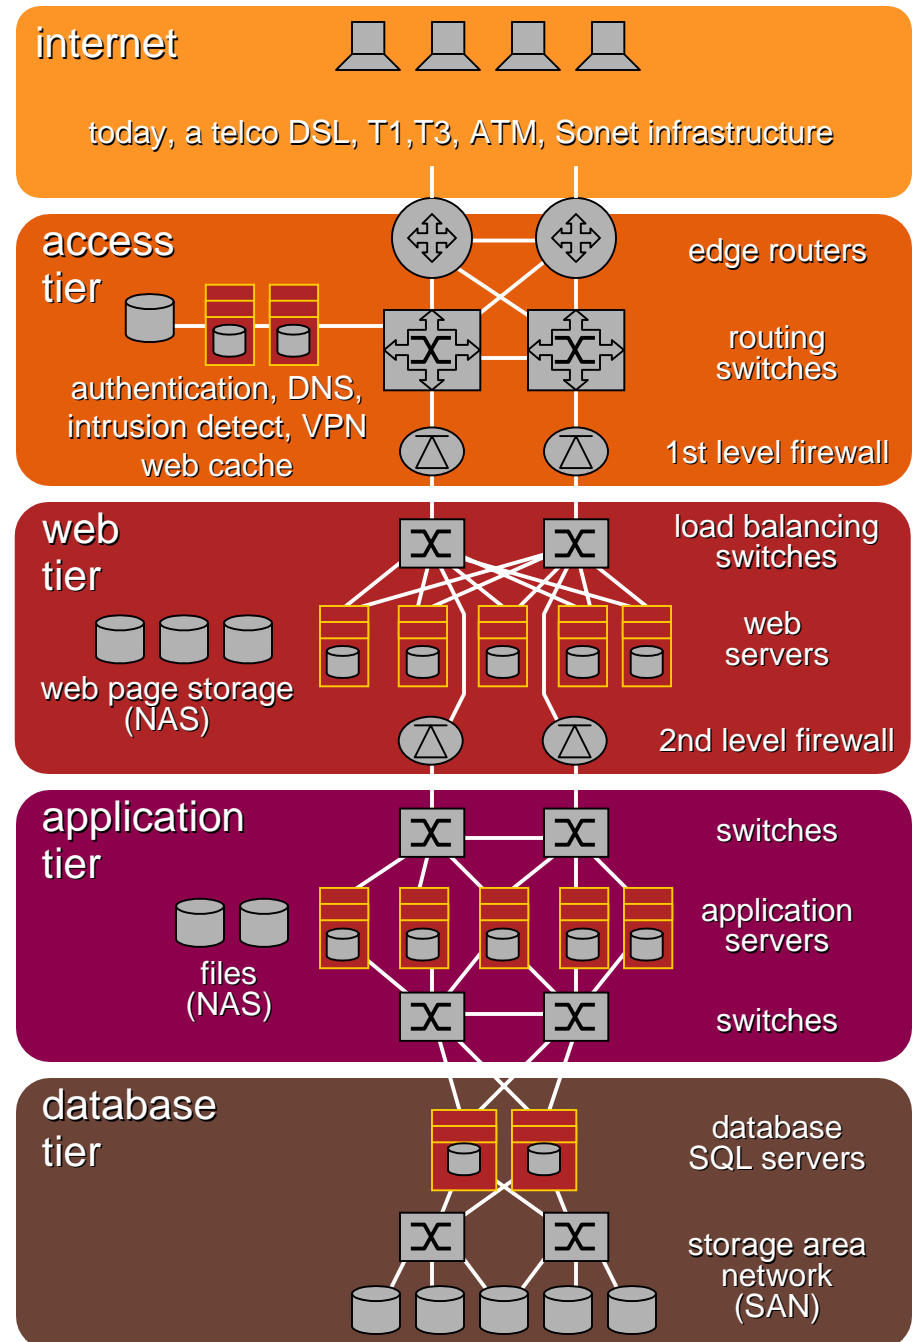 internet
today, a telco DSL, T1,T3, ATM, Sonet infrastructure
access
tier
edge routers
routing
switches
authentication, DNS,
intrusion detect, VPN
web cache
1st level firewall
web
tier
load balancing
switches
web
servers
web page storage
(NAS)
2nd level firewall
application
tier
switches
application
servers
files
(NAS)
switches
database
tier
database
SQL servers
storage area
network
(SAN)